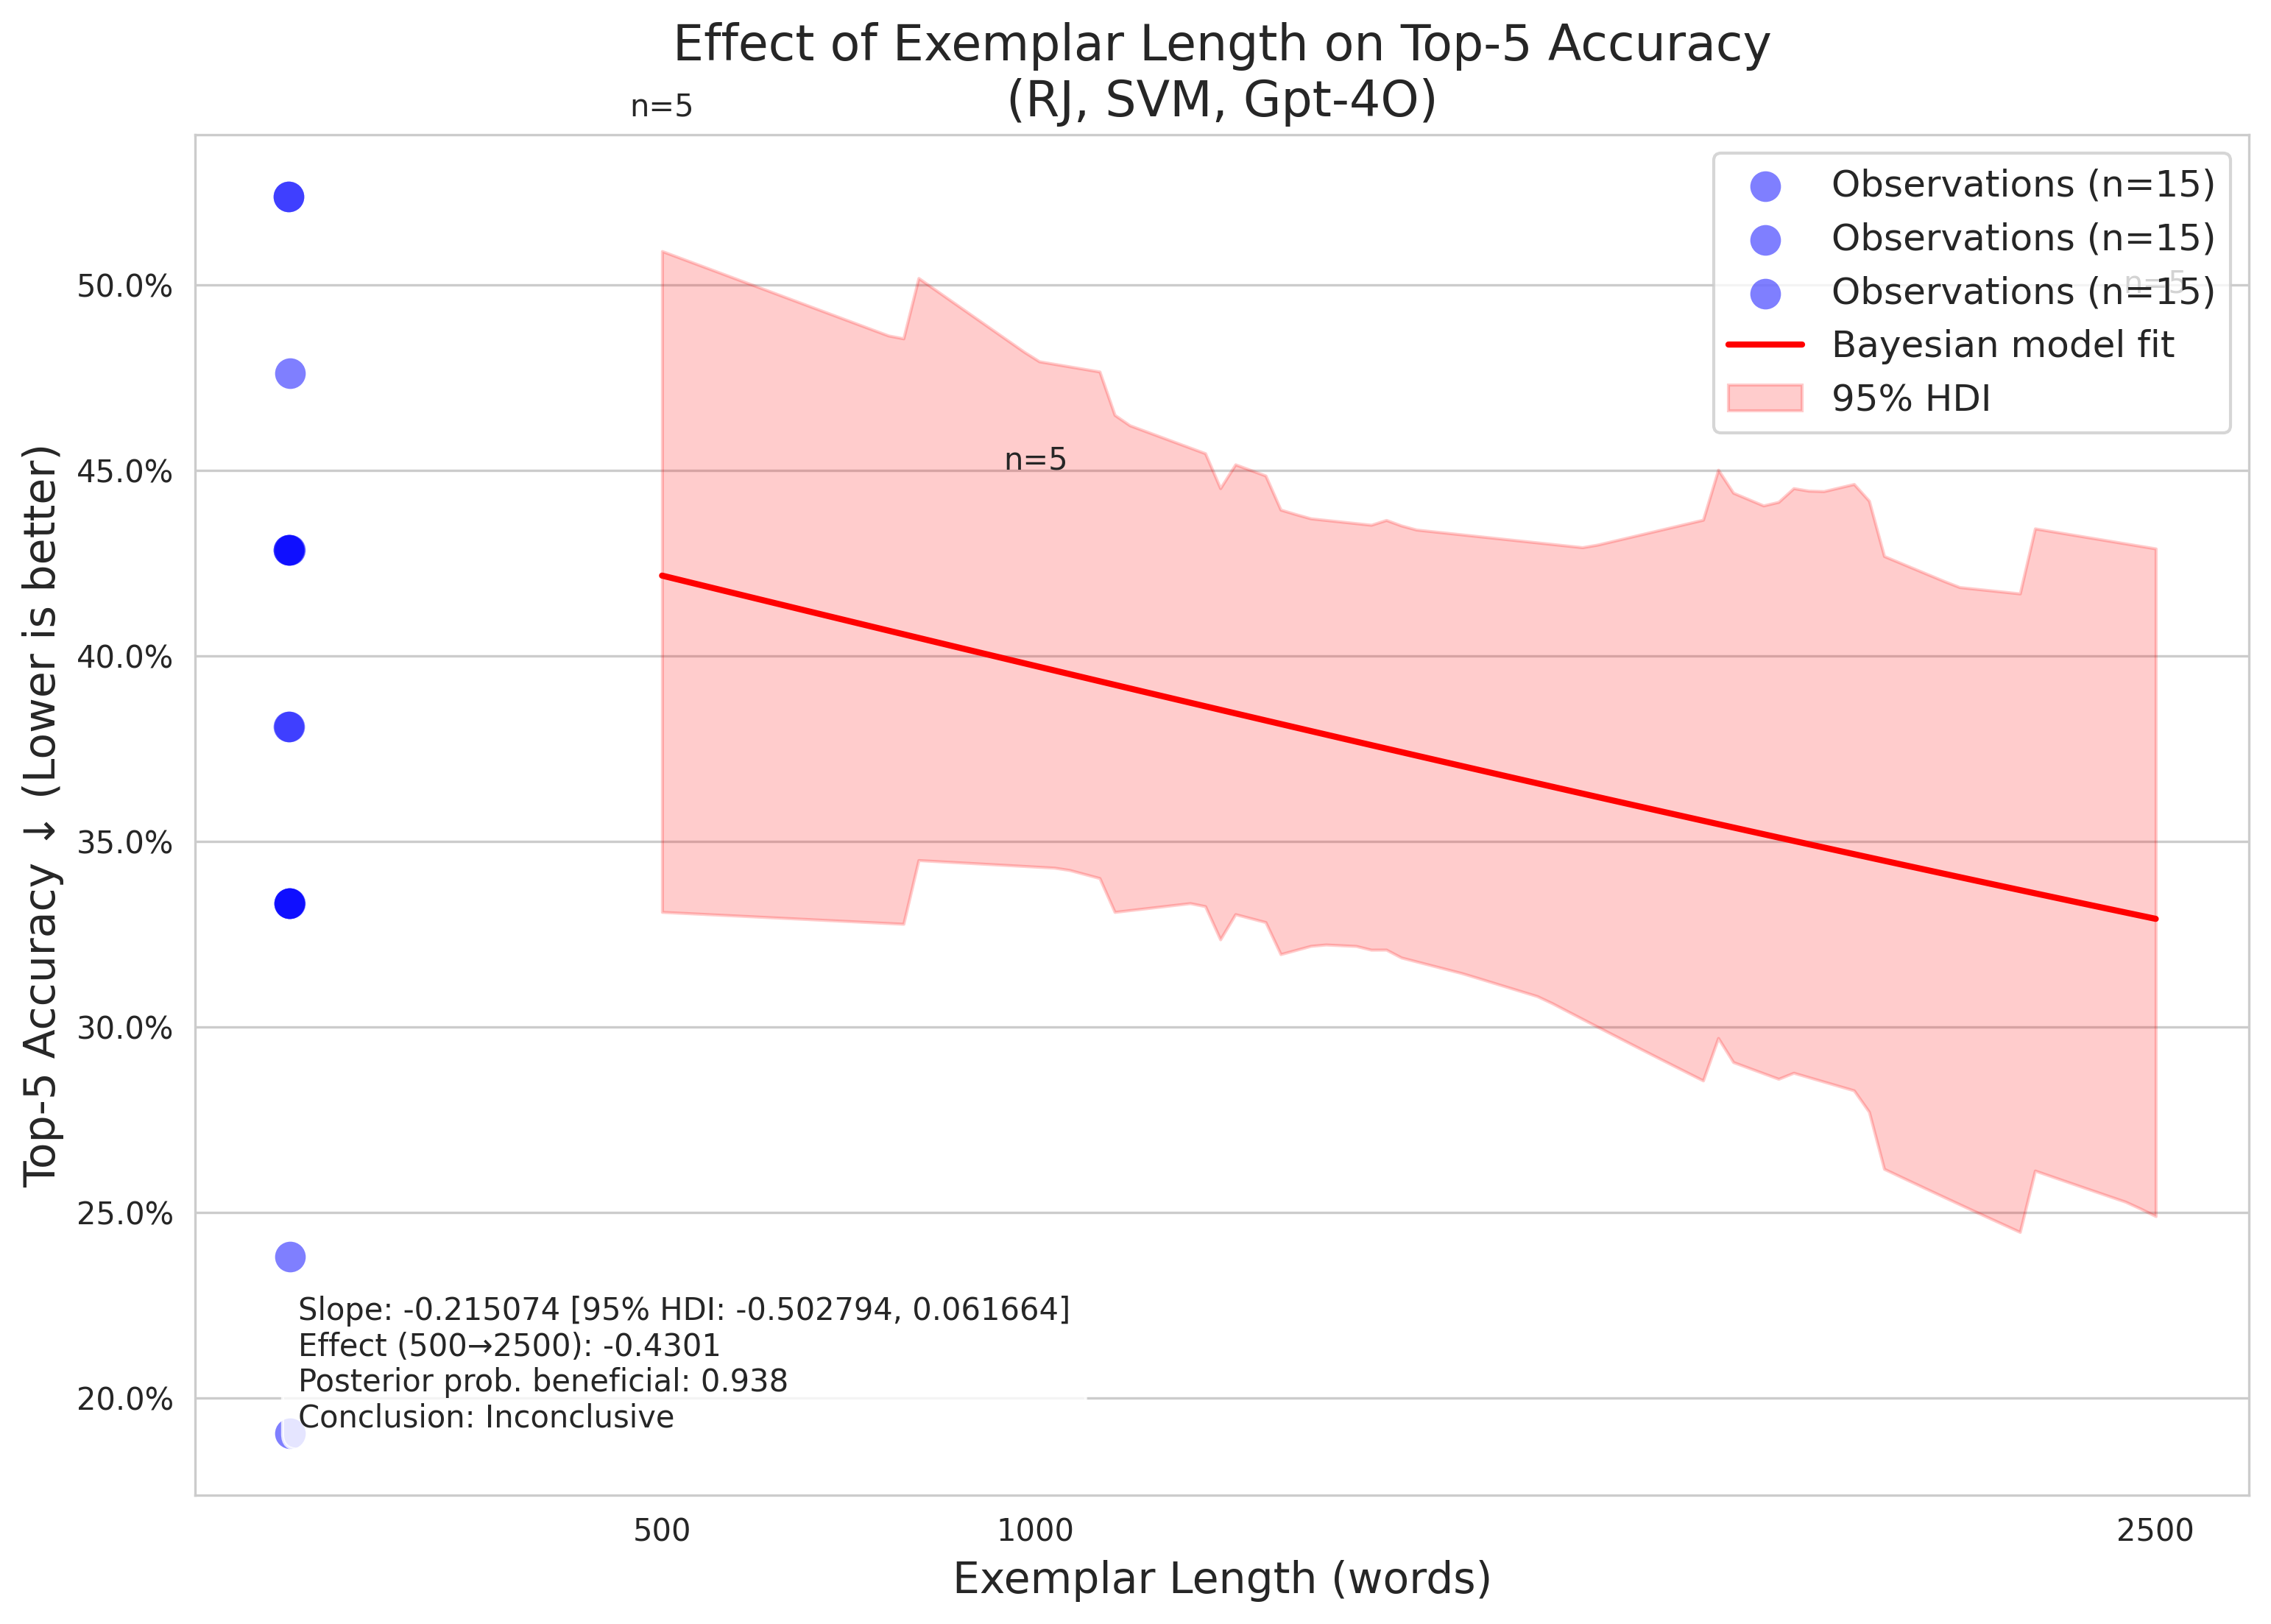 Effect of Exemplar Length on Top-5 Accuracy
(RJ, SVM, Gpt-4O)
n=5
Observations (n=15)
Observations (n=15)
n=5
Observations (n=15)
Bayesian model fit
95% HDI
n=5
Top-5 Accuracy ↓ (Lower is better)
50.0%
45.0%
40.0%
35.0%
30.0%
25.0%
20.0%
Slope: -0.215074 [95% HDI: -0.502794, 0.061664]
Effect (500→2500): -0.4301
Posterior prob. beneficial: 0.938
Conclusion: Inconclusive
500
1000
2500
Exemplar Length (words)